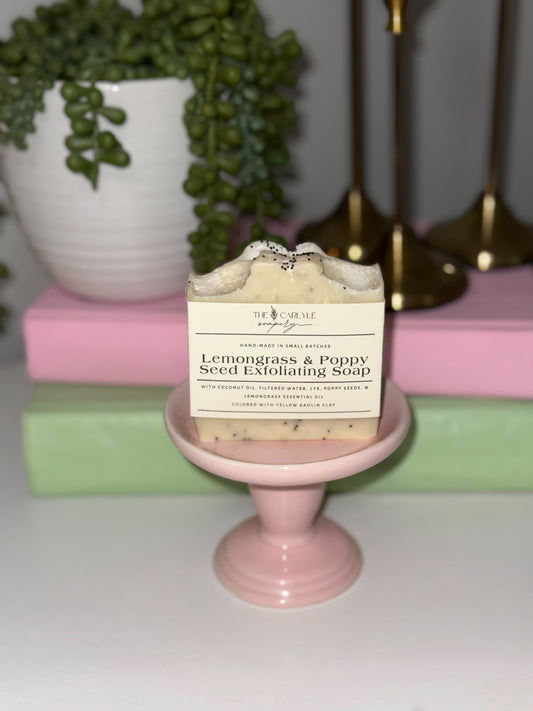 THE CARLYLE
soapery
HAND-MADE IN SMALL BATCHES
Lemongrass & Poppy
Seed Exfoliating Soap
WITH COCONUT OIL, FILTERED WATER, LYE, POPPY SEEDS, &
LEMONGRASS ESSENTIAL OIL
COLORED WITH YELLOW KAOLIN CLAY